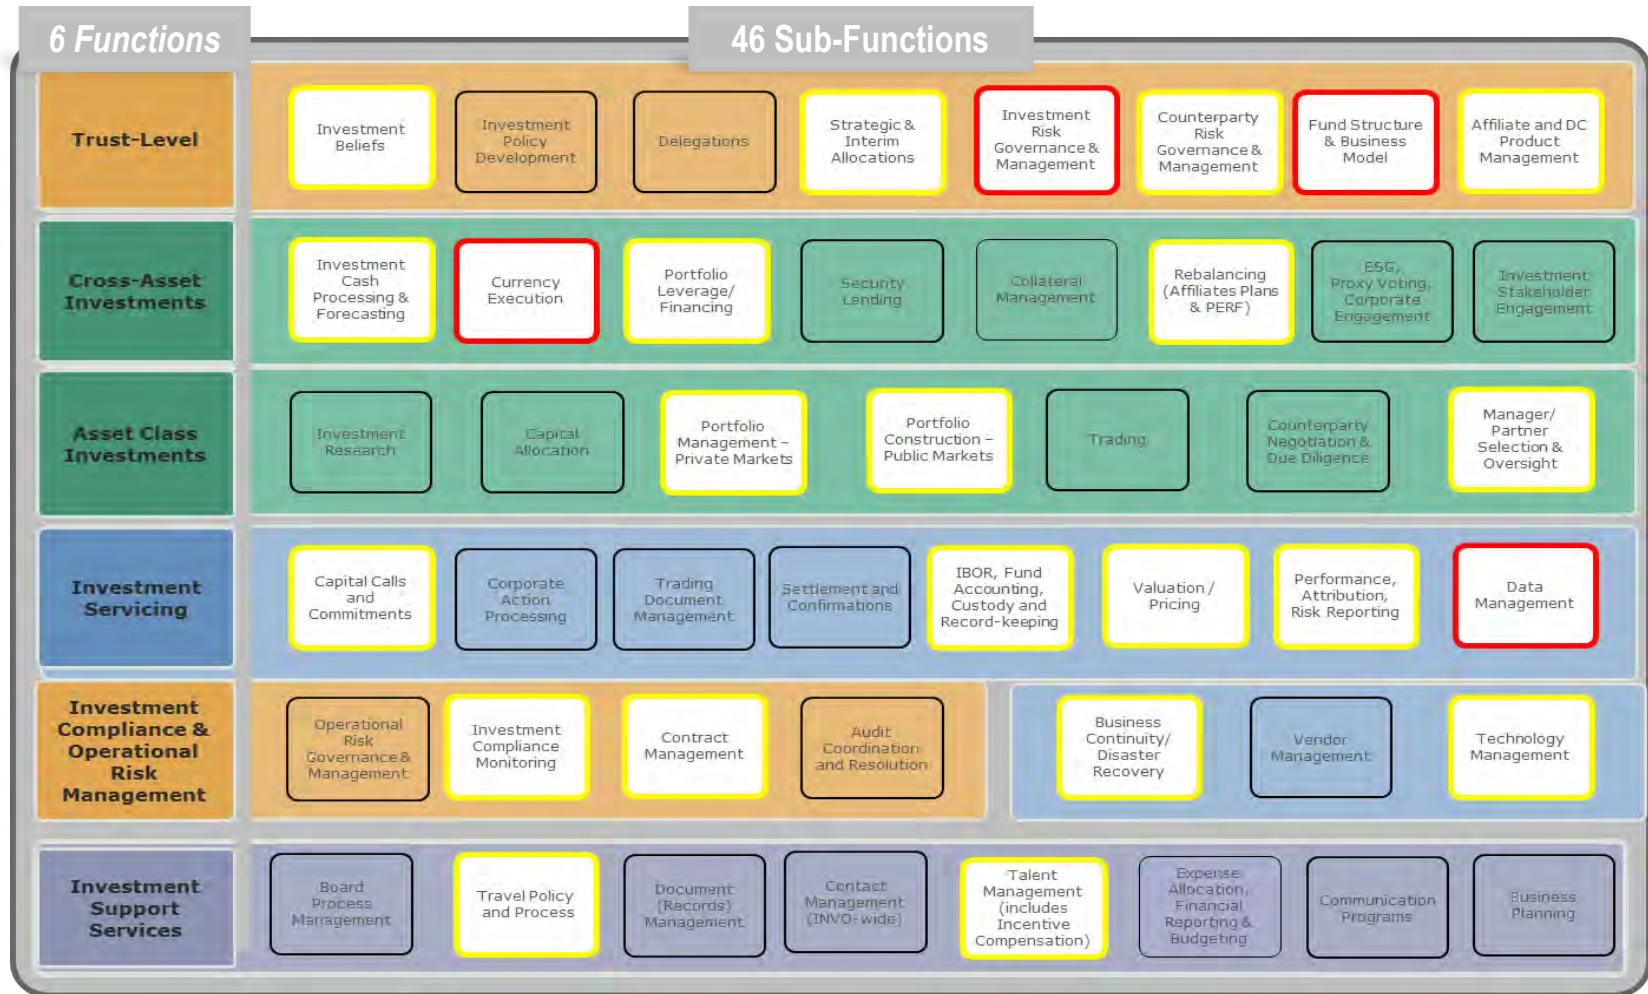 6 Functions
46 Sub-Functions
Trust-Level
Investment
Beliefs
Investment
Policy
Development
Delegations
Strategic &
Interim
Allocations
Investment
Risk
Governance &
Management
Counterparty
Risk
Governance &
Management
Fund Structure
& Business
Model
Affiliate and DC
Product
Management
Cross-Asset
Investments
Investment
Cash
Processing &
Forecasting
Currency
Execution
Portfolio
Leverage/
Financing
Security
Lending
Collateral
Management
Rebalancing
(Affiliates Plans
& PERF)
ESG,
Proxy Voting,
Corporate
Engagement
Investment
Stakeholder
Engagement
Asset Class
Investments
Investment
Research
Capital
Allocation
Portfolio
Management –
Private Markets
Portfolio
Construction –
Public Markets
Trading
Counterparty
Negotiation &
Due Diligence
Manager/
Partner
Selection &
Oversight
Investment
Servicing
Capital Calls
and
Commitments
Corporate
Action
Processing
Trading
Document
Management
Settlement and
Confirmations
IBOR, Fund
Accounting,
Custody and
Record-keeping
Valuation /
Pricing
Performance,
Attribution,
Risk Reporting
Data
Management
Investment
Compliance &
Operational
Risk
Management
Operational
Risk
Governance &
Management
Investment
Compliance
Monitoring
Contract
Management
Audit
Coordination
and Resolution
Business
Continuity/
Disaster
Recovery
Vendor
Management
Technology
Management
Investment
Support
Services
Board
Process
Management
Travel Policy
and Process
Document
(Records)
Management
Contact
Management
(INVO-wide)
Talent
Management
(includes
Incentive
Compensation)
Expense
Allocation,
Financial
Reporting &
Budgeting
Communication
Programs
Business
Planning